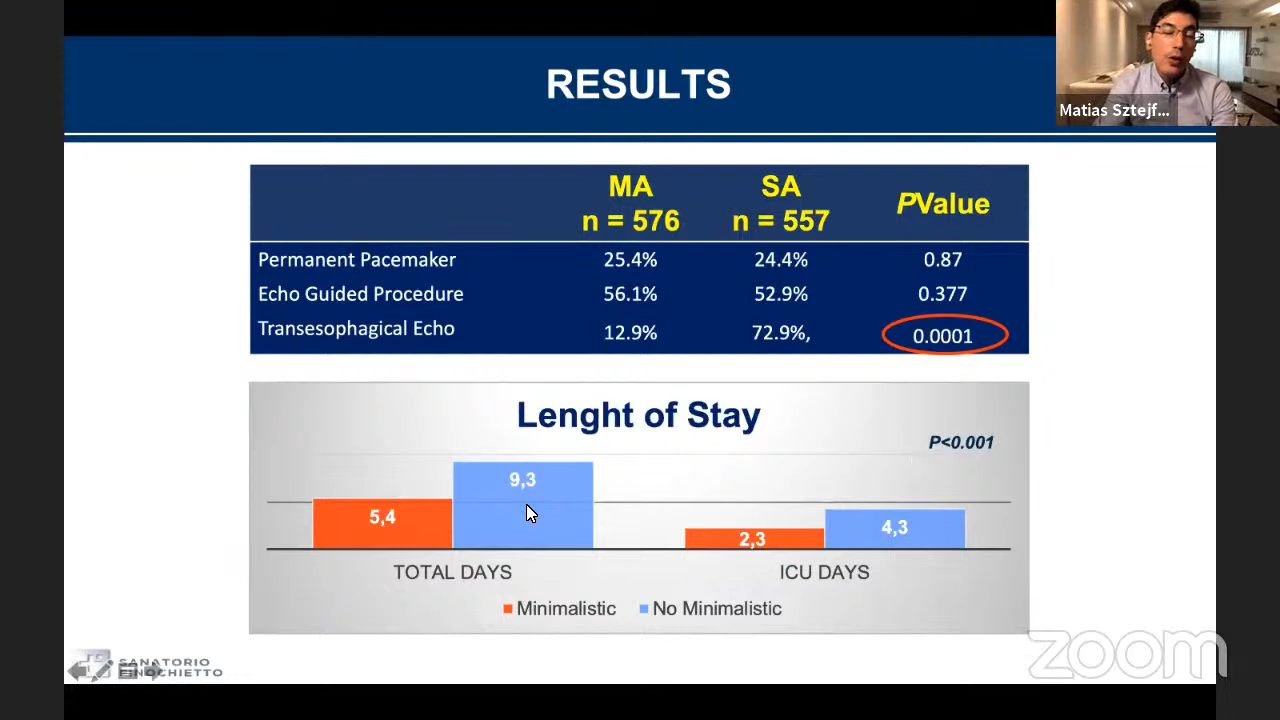 RESULTS
Matias Sztejf...
MA SA PValue
n = 576 n = 557
Permanent Pacemaker 25.4% 24.4% 0.87
Echo Guided Procedure 56.1% 52.9% 0.377
Transesophagical Echo 12.9% 72.9%, 0.0001
Lenght of Stay
P<0.001
5,4 9,3 2,3 4,3
TOTAL DAYS ICU DAYS
Minimalistic No Minimalistic
SANATORIO
FINOCHIETTO
zoom